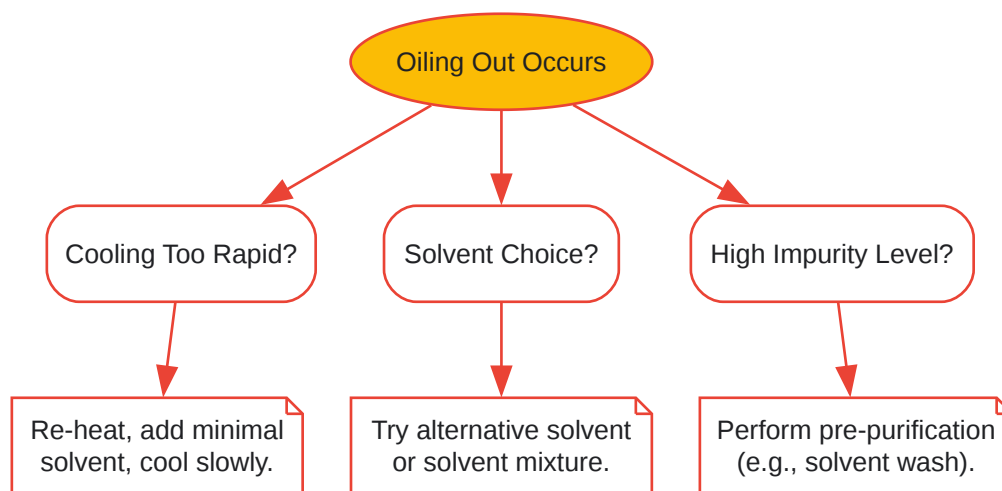 Oiling Out Occurs
Cooling Too Rapid?
Solvent Choice?
High Impurity Level?
Re-heat, add minimal
solvent, cool slowly.
Try alternative solvent
or solvent mixture.
Perform pre-purification
(e.g., solvent wash).